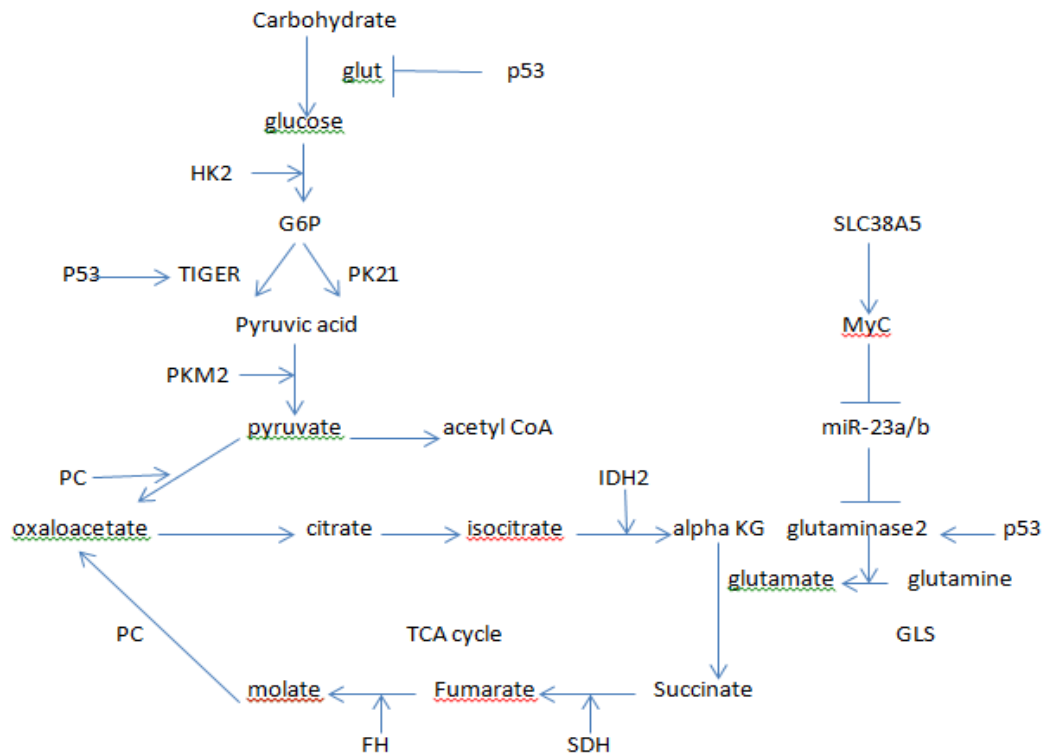 Carbohydrate
glut
p53
glucose
HK2
G6P
SLC38A5
P53
TIGER
PK21
Pyruvic acid
MyC
PKM2
pyruvate
acetyl CoA
miR-23a/b
PC
IDH2
oxaloacetate
citrate
isocitrate
alpha KG
glutaminase2
p53
glutamate
glutamine
PC
TCA cycle
GLS
molate
Fumarate
Succinate
FH
SDH